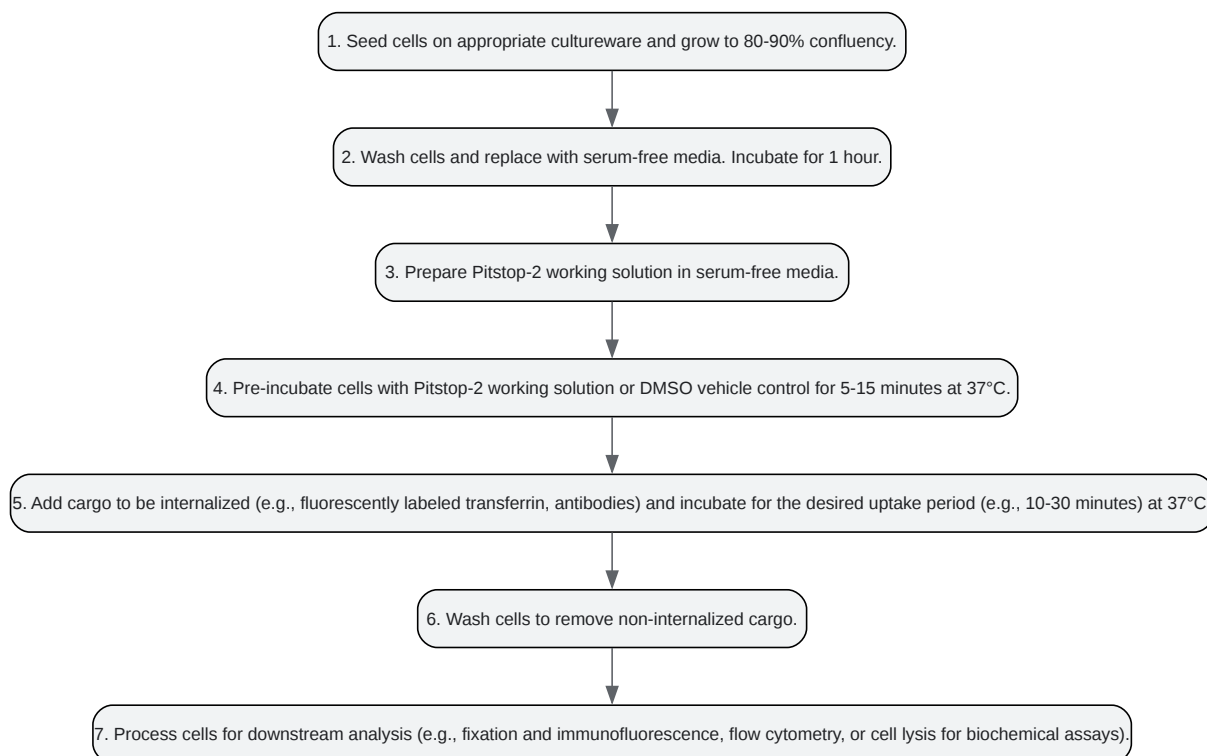 1. Seed cells on appropriate cultureware and grow to 80-90% confluency.
2. Wash cells and replace with serum-free media. Incubate for 1 hour.
3. Prepare Pitstop-2 working solution in serum-free media.
4. Pre-incubate cells with Pitstop-2 working solution or DMSO vehicle control for 5-15 minutes at 37°C.
5. Add cargo to be internalized (e.g., fluorescently labeled transferrin, antibodies) and incubate for the desired uptake period (e.g., 10-30 minutes) at 37°C
6. Wash cells to remove non-internalized cargo.
7. Process cells for downstream analysis (e.g., fixation and immunofluorescence, flow cytometry, or cell lysis for biochemical assays).